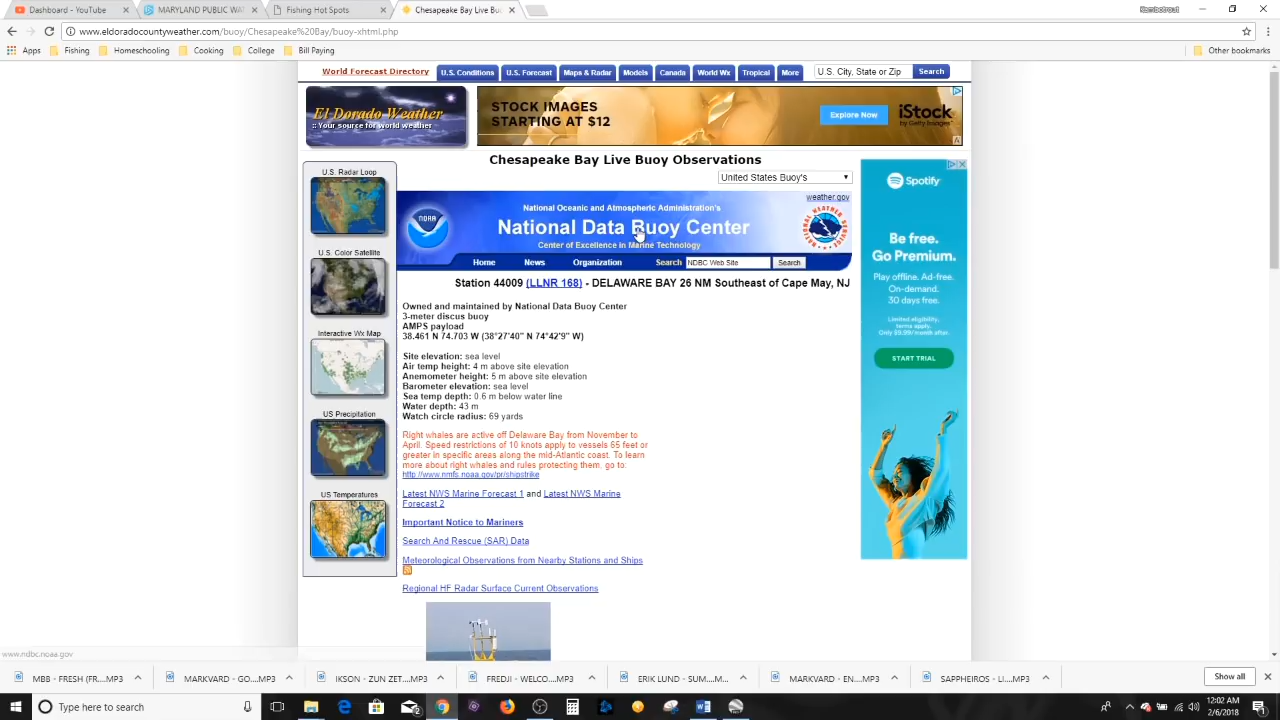 Dashboard - YouTube
MARYLAND PUBLIC WAT
Fishing Hot Spots
Chesapeake Bay Live Buo
www.eldoradocountyweather.com/buoy/Chesapeake%20Bay/buoy-xhtml.php
Apps Fishing Homeschooling Cooking College Bill Paying Other bookmarks
World Forecast Directory U.S. Conditions U.S. Forecast Maps & Radar Models Canada World Wx Tropical More U.S. City, State or Zip Search
El Dorado Weather
:: Your source for world weather
STOCK IMAGES
STARTING AT $12
Explore Now
iStock
by Getty Images
Chesapeake Bay Live Buoy Observations
United States Buoy's
U.S. Radar Loop
U.S. Color Satellite
Interactive Wx Map
US Precipitation
US Temperatures
weather.gov
NOAA
National Oceanic and Atmospheric Administration's
National Data Buoy Center
Center of Excellence in Marine Technology
Home News Organization Search NDBC Web Site Search
Station 44009 (LLNR 168) - DELAWARE BAY 26 NM Southeast of Cape May, NJ
Owned and maintained by National Data Buoy Center
3-meter discus buoy
AMPS payload
38.461 N 74.703 W (38°27'40" N 74°42'9" W)
Site elevation: sea level
Air temp height: 4 m above site elevation
Anemometer height: 5 m above site elevation
Barometer elevation: sea level
Sea temp depth: 0.6 m below water line
Water depth: 43 m
Watch circle radius: 69 yards
Right whales are active off Delaware Bay from November to
April. Speed restrictions of 10 knots apply to vessels 65 feet or
greater in specific areas along the mid-Atlantic coast. To learn
more about right whales and rules protecting them, go to:
http://www.nmfs.noaa.gov/pr/shipstrike
Latest NWS Marine Forecast 1 and Latest NWS Marine
Forecast 2
Important Notice to Mariners
Search And Rescue (SAR) Data
Meteorological Observations from Nearby Stations and Ships
Regional HF Radar Surface Current Observations
Spotify
Be free.
Go Premium.
Play offline. Ad-free.
On-demand.
30 days free.
Limited eligibility,
terms apply.
Only $9.99/month after.
START TRIAL
www.ndbc.noaa.gov
MBB - FRESH (FR....MP3
MARKVARD - GO....MP3
IKSON - ZUN ZET....MP3
FREDJI - WELCO....MP3
ERIK LUND - SUM....M...
MARKVARD - EN....MP3
SAPPHEIROS - LI....MP3
Show all
Type here to search
12:02 AM
2/6/2018